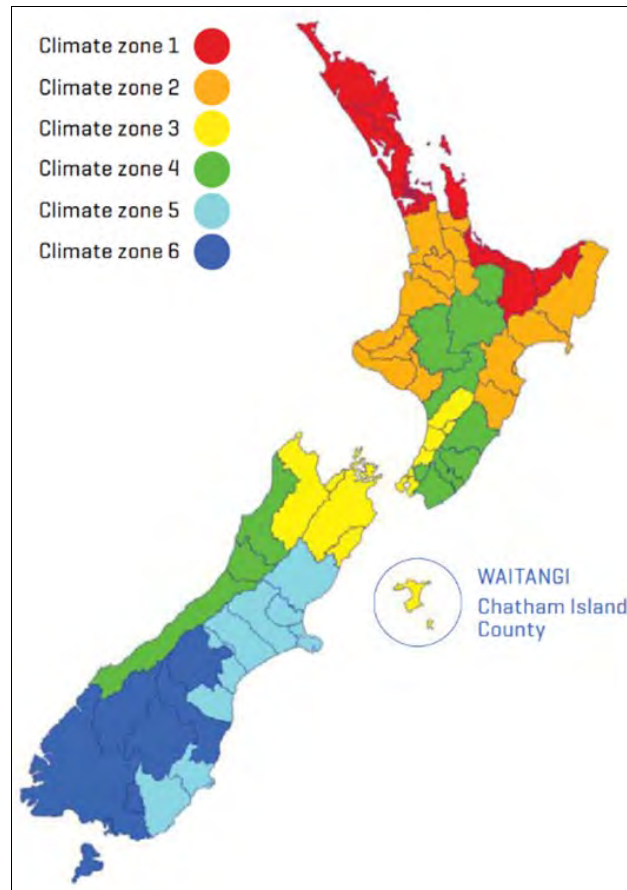 Climate zone 1
Climate zone 2
Climate zone 3
Climate zone 4
Climate zone 5
Climate zone 6
WAITANGI
Chatham Island
County